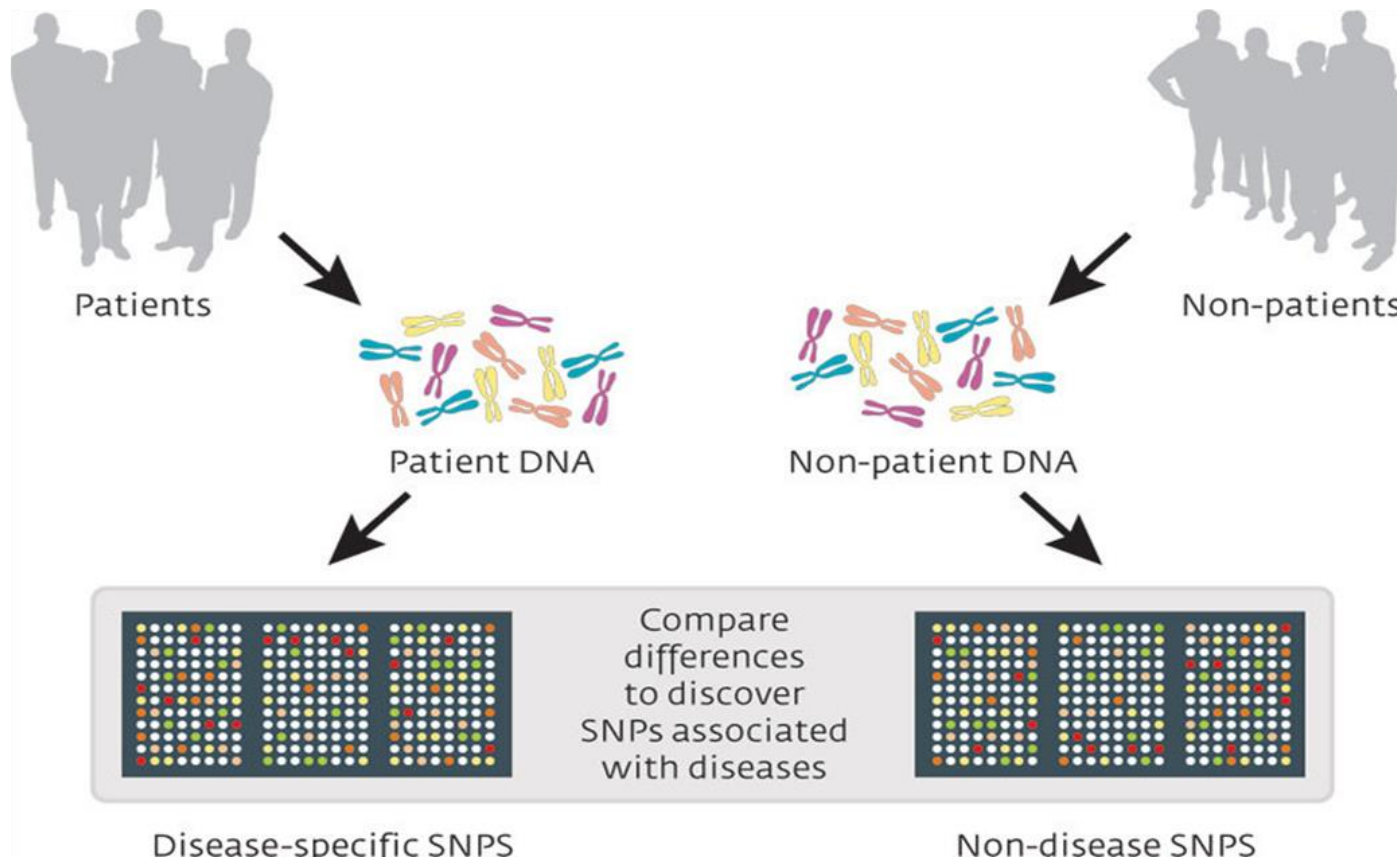 Patients
Non-patients
Patient DNA
Non-patient DNA
Compare
differences
to discover
SNPs associated
with diseases
Disease-specific SNPS
Non-disease SNPS